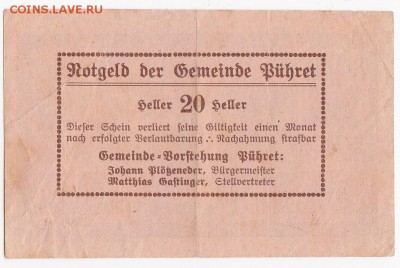 COINS.LAVE.RU
Notgeld der Gemeinde Pühret
Heller 20 Heller
Dieser Schein verliert seine Giltigkeit einen Monat
nach erfolgter Verlautbarung ∴ Nachahmung strafbar
Gemeinde-Vorstehung Pühret:
Johann Plötzeneder, Bürgermeister
Matthias Gastinger, Stellvertreter